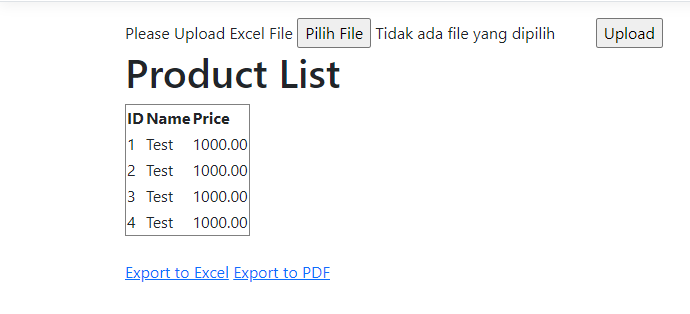 Please Upload Excel File Pilih File Tidak ada file yang dipilih Upload
Product List
ID Name Price
1 Test 1000.00
2 Test 1000.00
3 Test 1000.00
4 Test 1000.00
Export to Excel Export to PDF